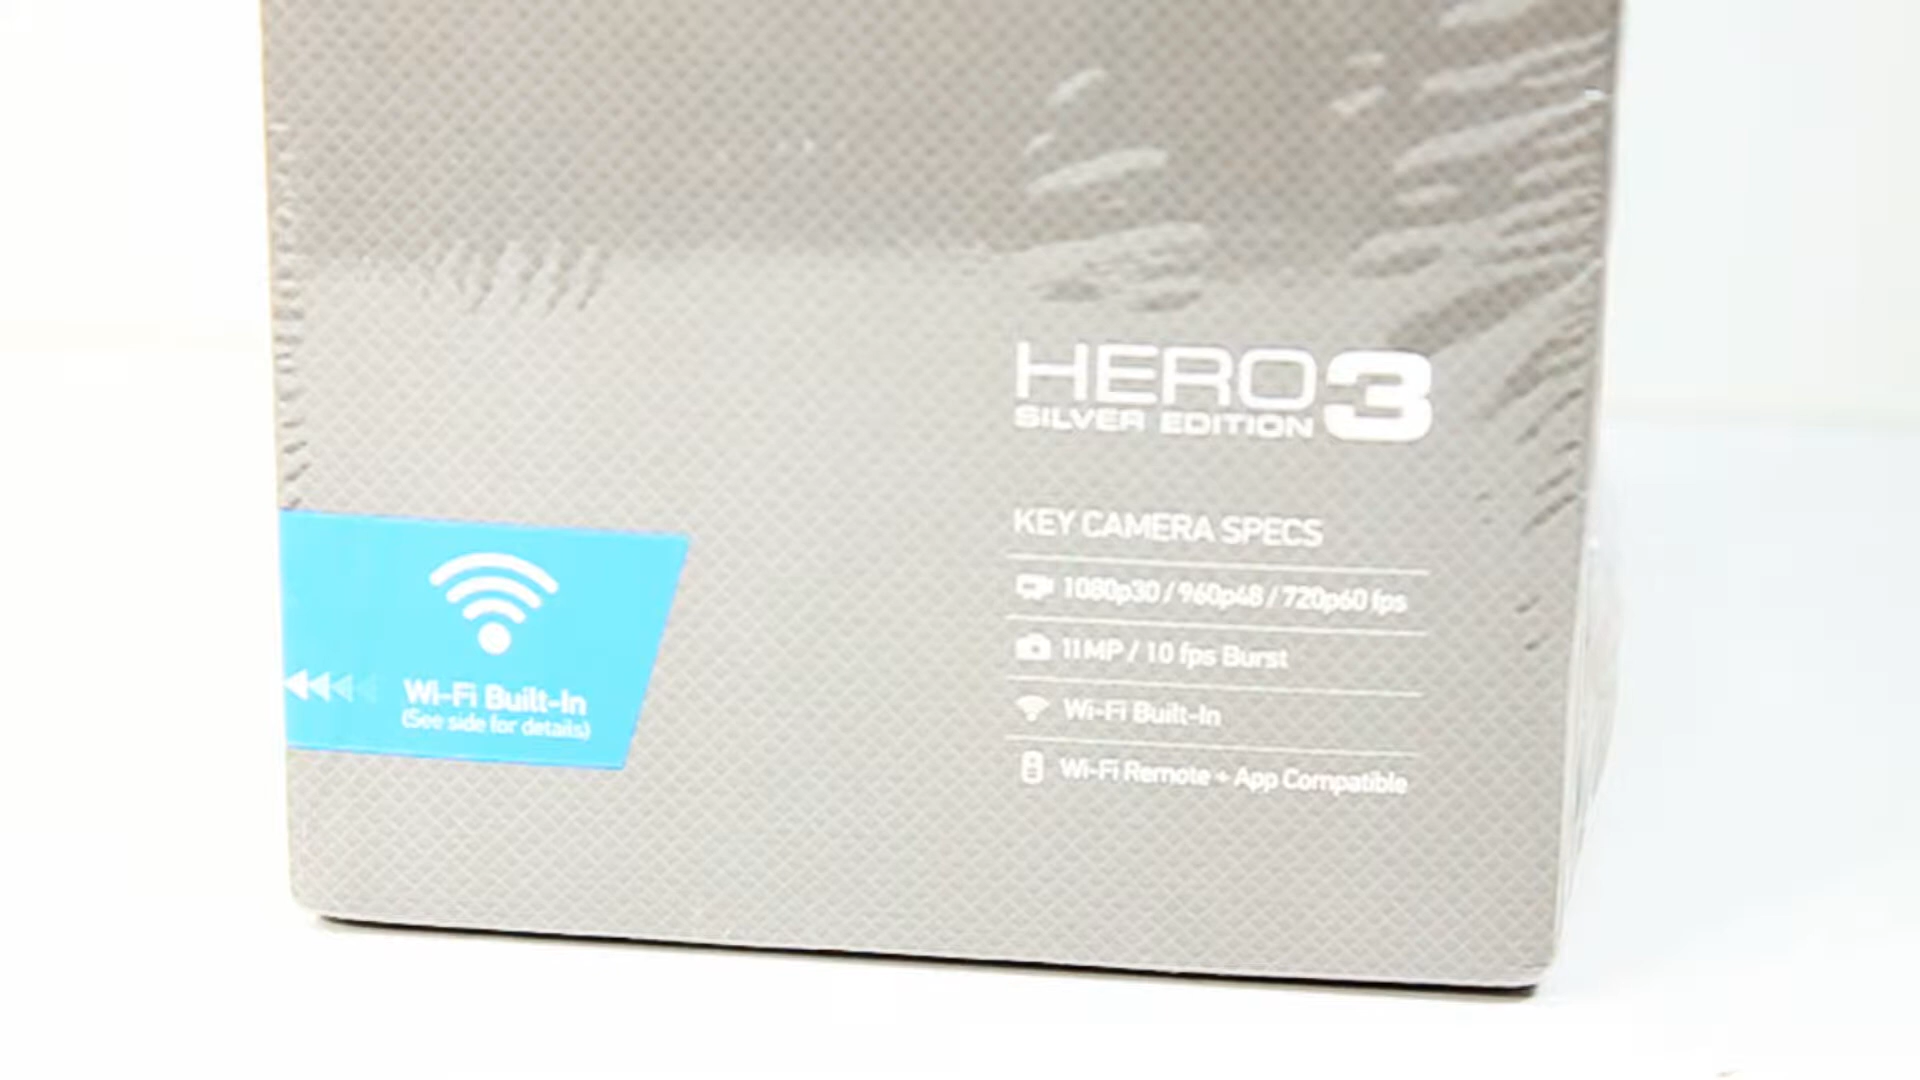 HERO3
SILVER EDITION
KEY CAMERA SPECS
1080p30 / 960p48 / 720p60 fps
11MP / 10 fps Burst
Wi-Fi Built-In
Wi-Fi Remote + App Compatible
Wi-Fi Built-In
(See side for details)